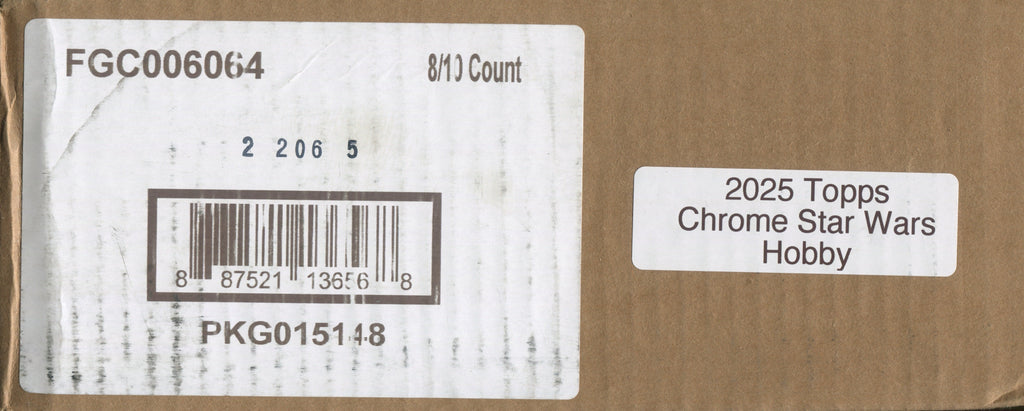 FGC006064
8/10 Count
2 206 5
8 87521 13656 8
PKG015148
2025 Topps
Chrome Star Wars
Hobby